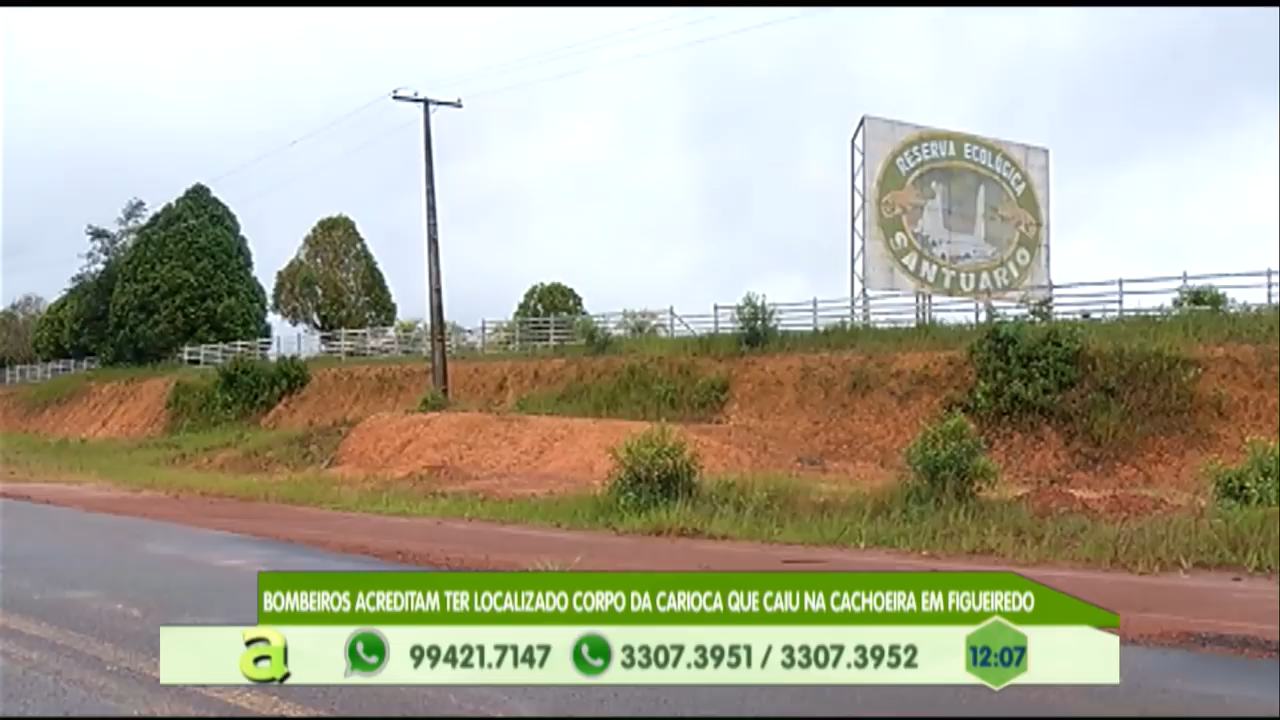 RESERVA ECOLÓGICA
SANTUÁRIO
BOMBEIROS ACREDITAM TER LOCALIZADO CORPO DA CARIOCA QUE CAIU NA CACHOEIRA EM FIGUEIREDO
a 99421.7147 3307.3951 / 3307.3952 12:07